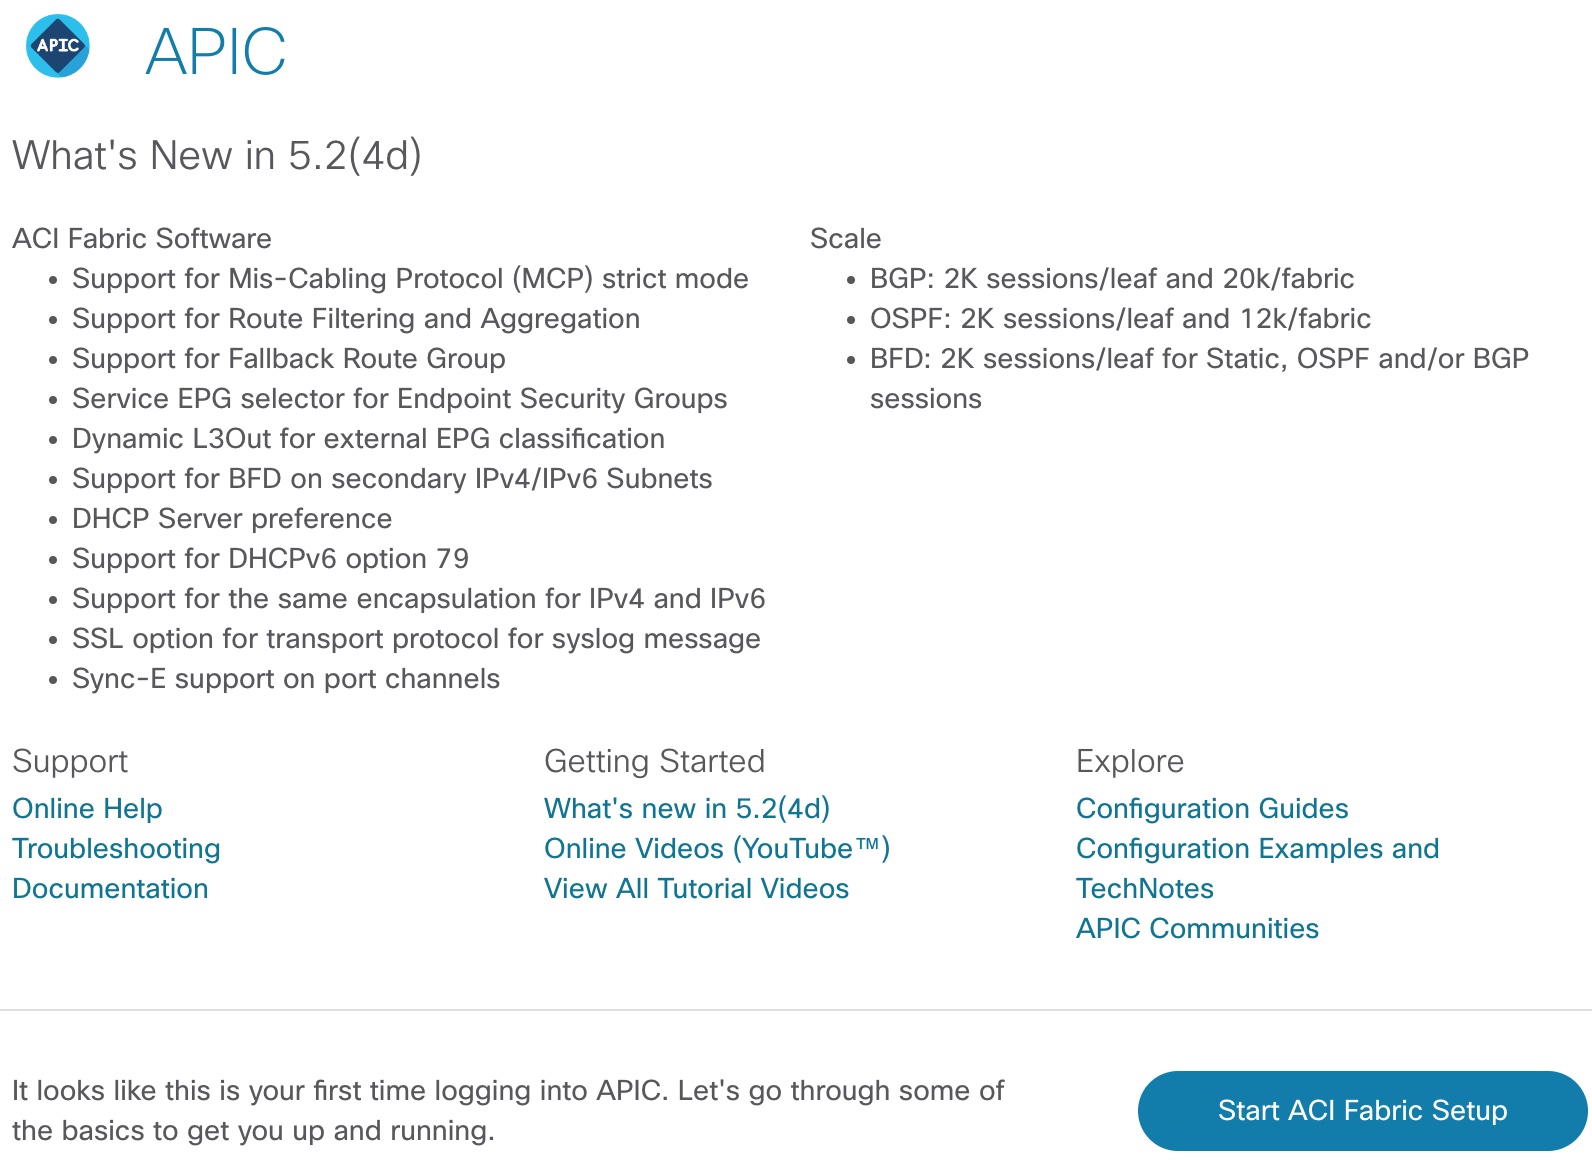 APIC
APIC
What's New in 5.2(4d)
ACI Fabric Software
Support for Mis-Cabling Protocol (MCP) strict mode
Support for Route Filtering and Aggregation
Support for Fallback Route Group
Service EPG selector for Endpoint Security Groups
Dynamic L3Out for external EPG classification
Support for BFD on secondary IPv4/IPv6 Subnets
DHCP Server preference
Support for DHCPv6 option 79
Support for the same encapsulation for IPv4 and IPv6
SSL option for transport protocol for syslog message
Sync-E support on port channels
Scale
BGP: 2K sessions/leaf and 20k/fabric
OSPF: 2K sessions/leaf and 12k/fabric
BFD: 2K sessions/leaf for Static, OSPF and/or BGP
sessions
Support
Online Help
Troubleshooting
Documentation
Getting Started
What's new in 5.2(4d)
Online Videos (YouTube™)
View All Tutorial Videos
Explore
Configuration Guides
Configuration Examples and
TechNotes
APIC Communities
It looks like this is your first time logging into APIC. Let's go through some of
the basics to get you up and running.
Start ACI Fabric Setup